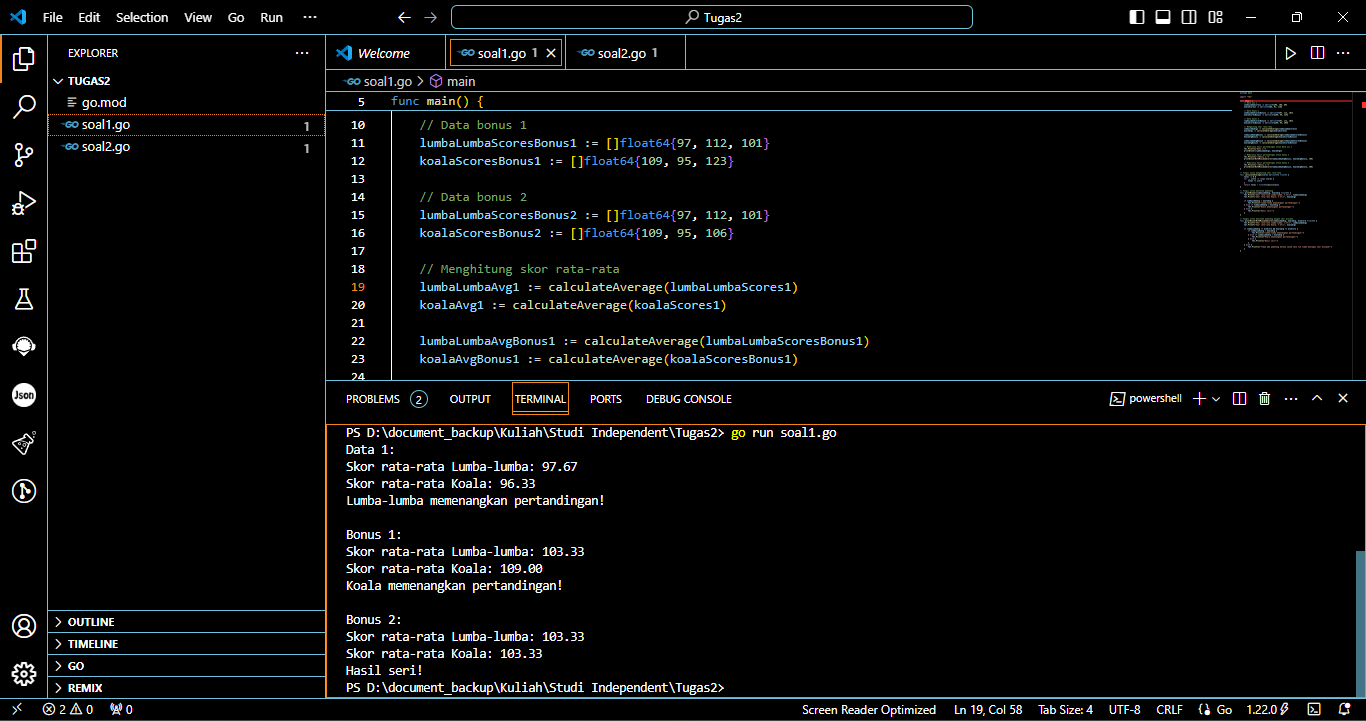 File Edit Selection View Go Run ··· Tugas2
EXPLORER
TUGAS2
go.mod
soal1.go 1
soal2.go 1
OUTLINE
TIMELINE
GO
REMIX
Welcome soal1.go 1 soal2.go 1
soal1.go > main
5 func main() {
10 // Data bonus 1
11 lumbaLumbaScoresBonus1 := []float64{97, 112, 101}
12 koalaScoresBonus1 := []float64{109, 95, 123}
13
14 // Data bonus 2
15 lumbaLumbaScoresBonus2 := []float64{97, 112, 101}
16 koalaScoresBonus2 := []float64{109, 95, 106}
17
18 // Menghitung skor rata-rata
19 lumbaLumbaAvg1 := calculateAverage(lumbaLumbaScores1)
20 koalaAvg1 := calculateAverage(koalaScores1)
21
22 lumbaLumbaAvgBonus1 := calculateAverage(lumbaLumbaScoresBonus1)
23 koalaAvgBonus1 := calculateAverage(koalaScoresBonus1)
24
PROBLEMS 2 OUTPUT TERMINAL PORTS DEBUG CONSOLE powershell
PS D:\document_backup\Kuliah\Studi Independent\Tugas2> go run soal1.go
Data 1:
Skor rata-rata Lumba-lumba: 97.67
Skor rata-rata Koala: 96.33
Lumba-lumba memenangkan pertandingan!
Bonus 1:
Skor rata-rata Lumba-lumba: 103.33
Skor rata-rata Koala: 109.00
Koala memenangkan pertandingan!
Bonus 2:
Skor rata-rata Lumba-lumba: 103.33
Skor rata-rata Koala: 103.33
Hasil seri!
PS D:\document_backup\Kuliah\Studi Independent\Tugas2>
2 0 0 Screen Reader Optimized Ln 19, Col 58 Tab Size: 4 UTF-8 CRLF Go 1.22.0